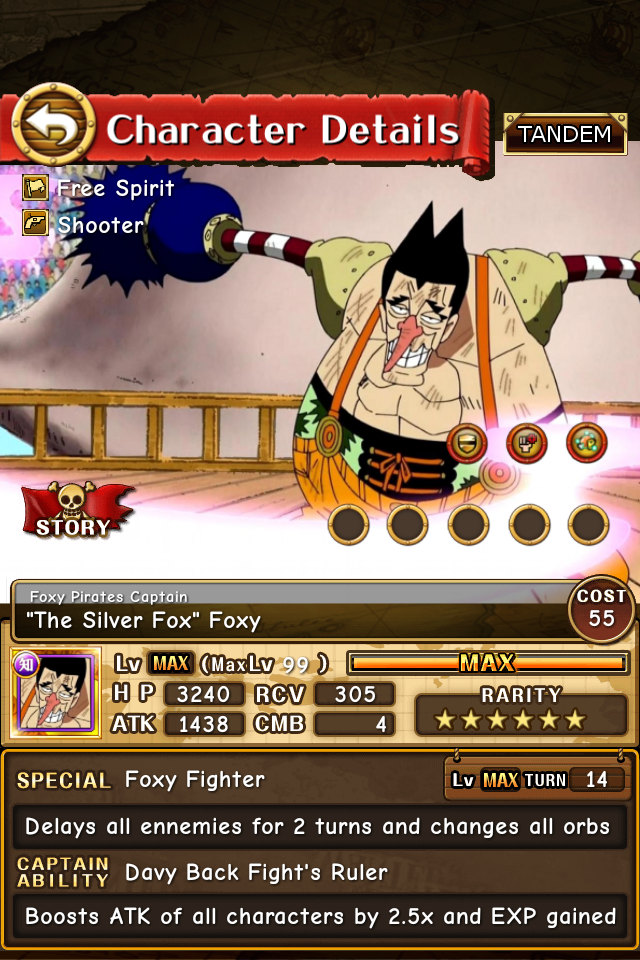 Character Details
TANDEM
Free Spirit
Shooter
STORY
Foxy Pirates Captain
COST
"The Silver Fox" Foxy
55
知
Lv MAX (MaxLv 99 )
MAX
HP 3240 RCV 305
RARITY
ATK 1438 CMB 4
SPECIAL Foxy Fighter
Lv MAX TURN 14
Delays all ennemies for 2 turns and changes all orbs
CAPTAIN ABILITY Davy Back Fight's Ruler
Boosts ATK of all characters by 2.5x and EXP gained